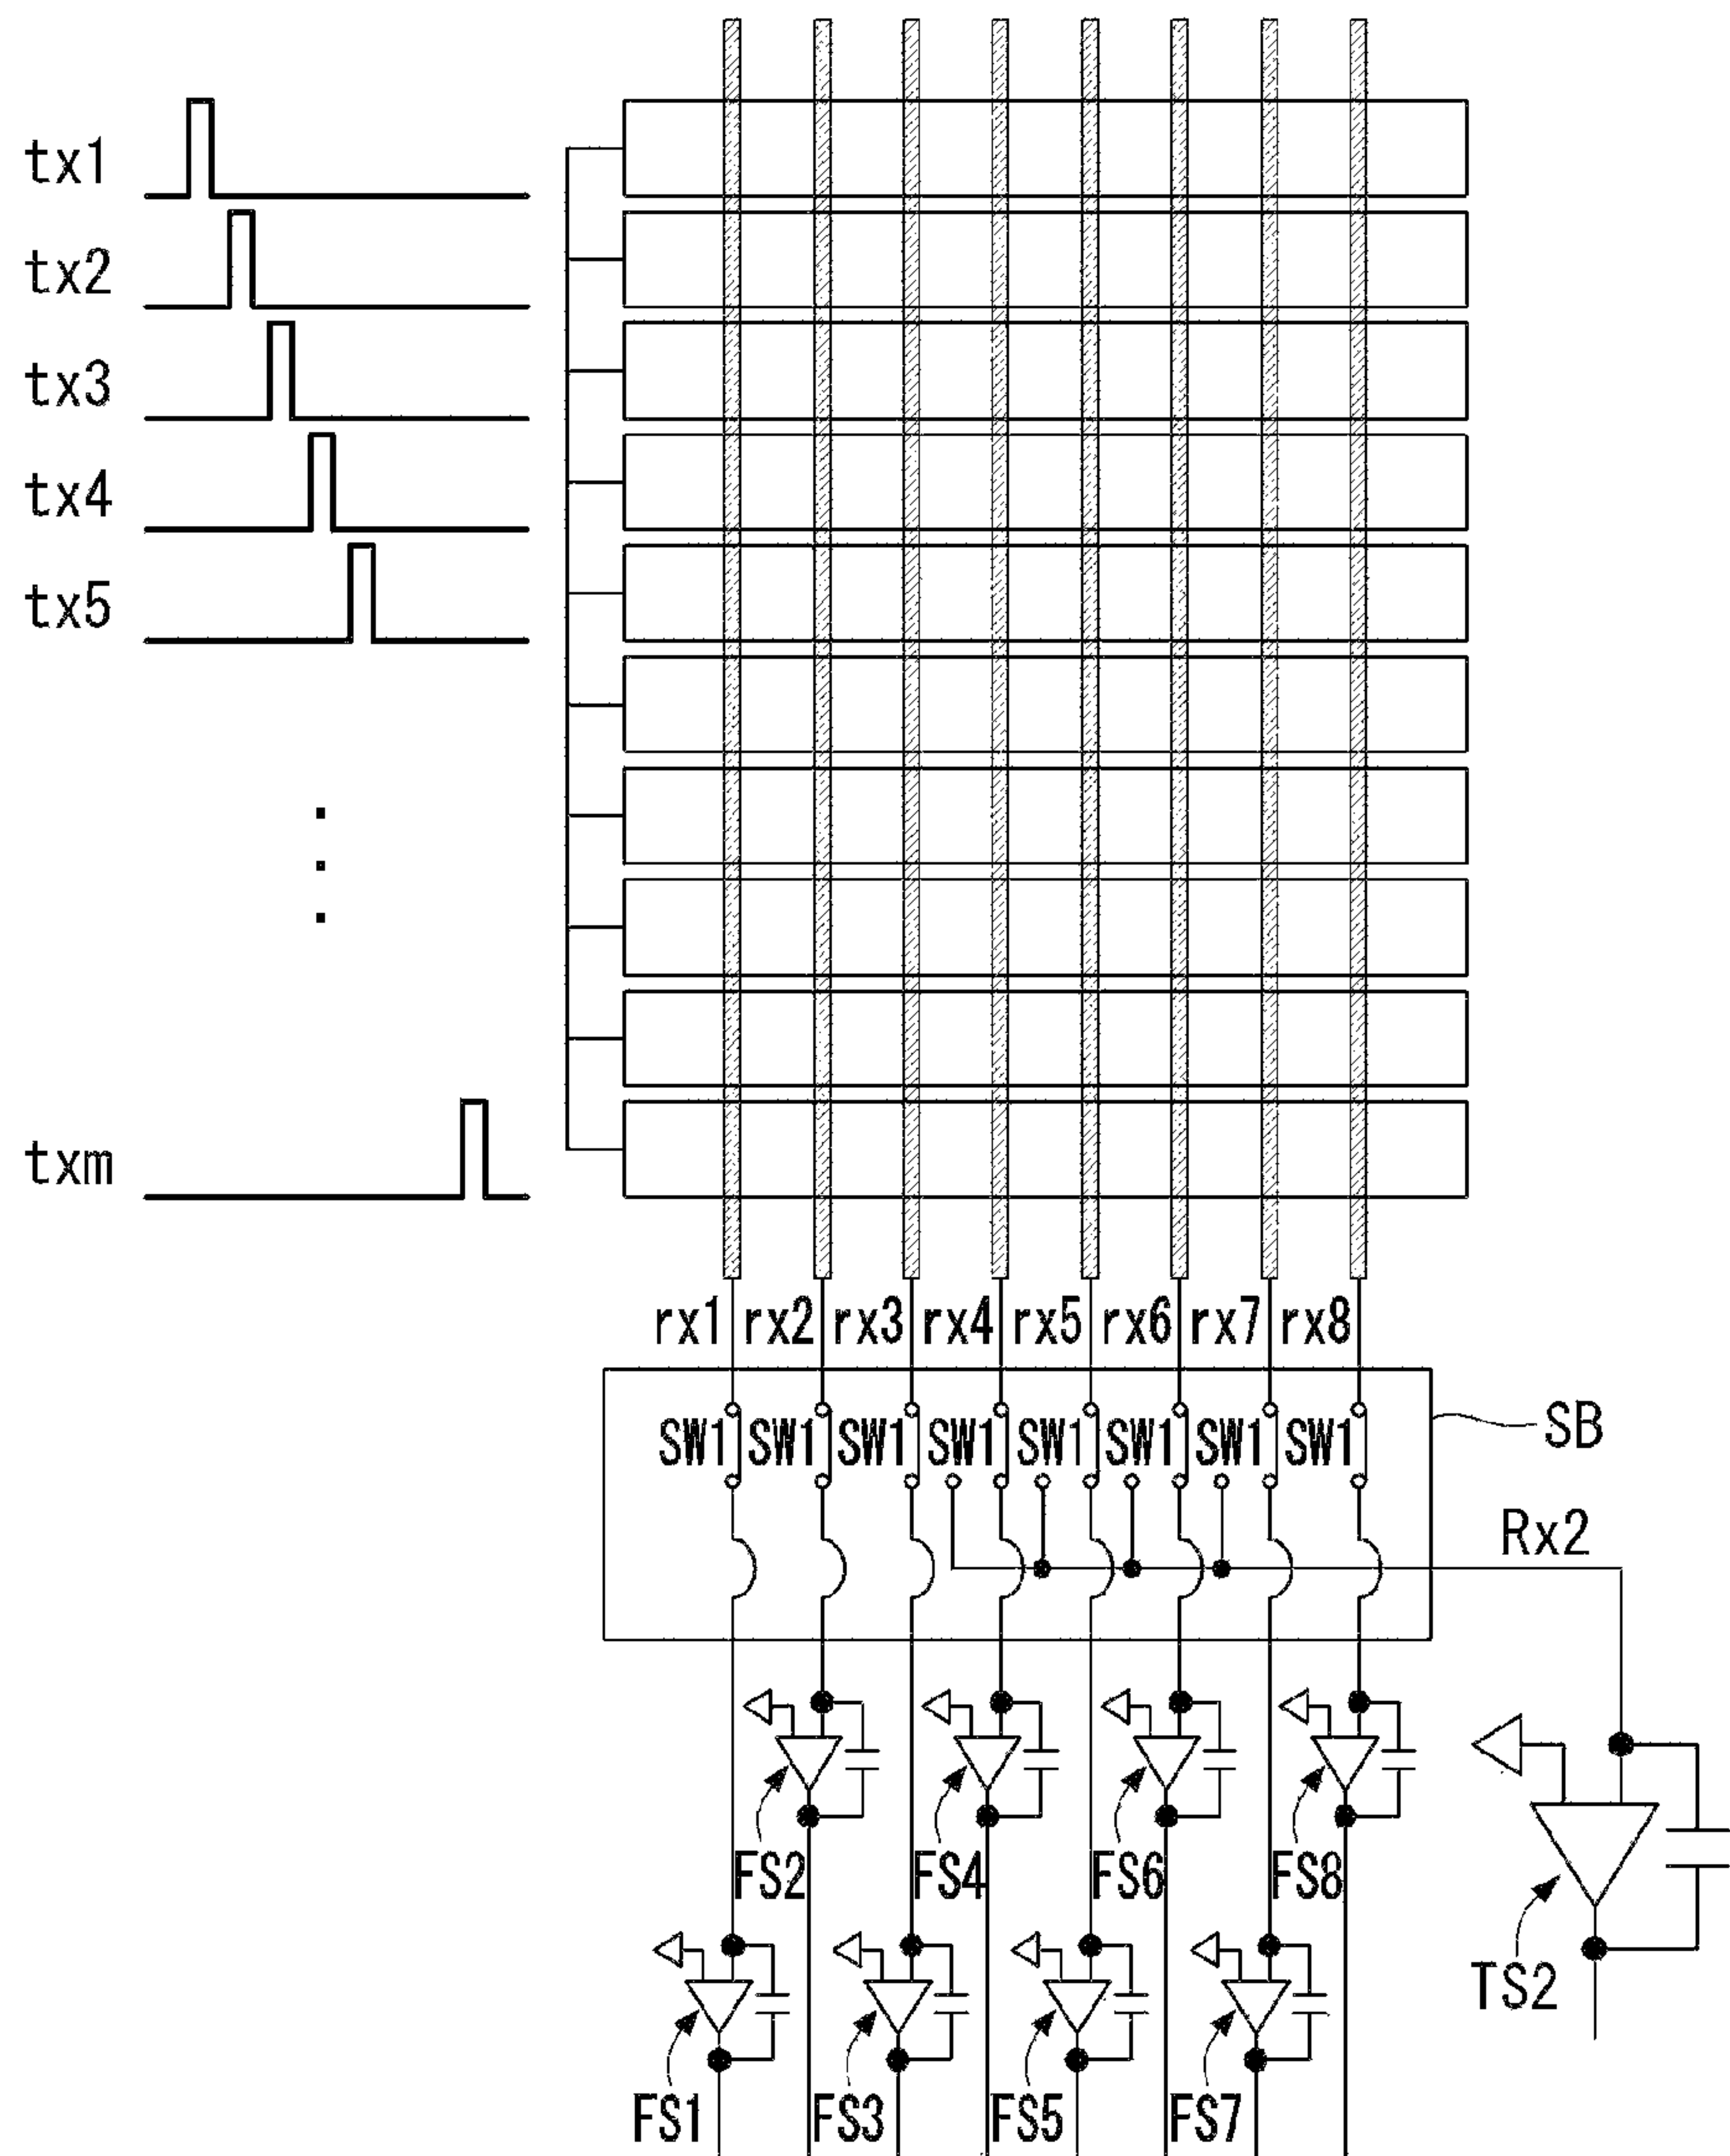 tx1
tx2
tx3
tx4
tx5
txm
rx1 rx2 rx3 rx4 rx5 rx6 rx7 rx8
SW1 SW1 SW1 SW1 SW1 SW1 SW1 SW1
SB
Rx2
FS2 FS4 FS6 FS8
TS2
FS1 FS3 FS5 FS7